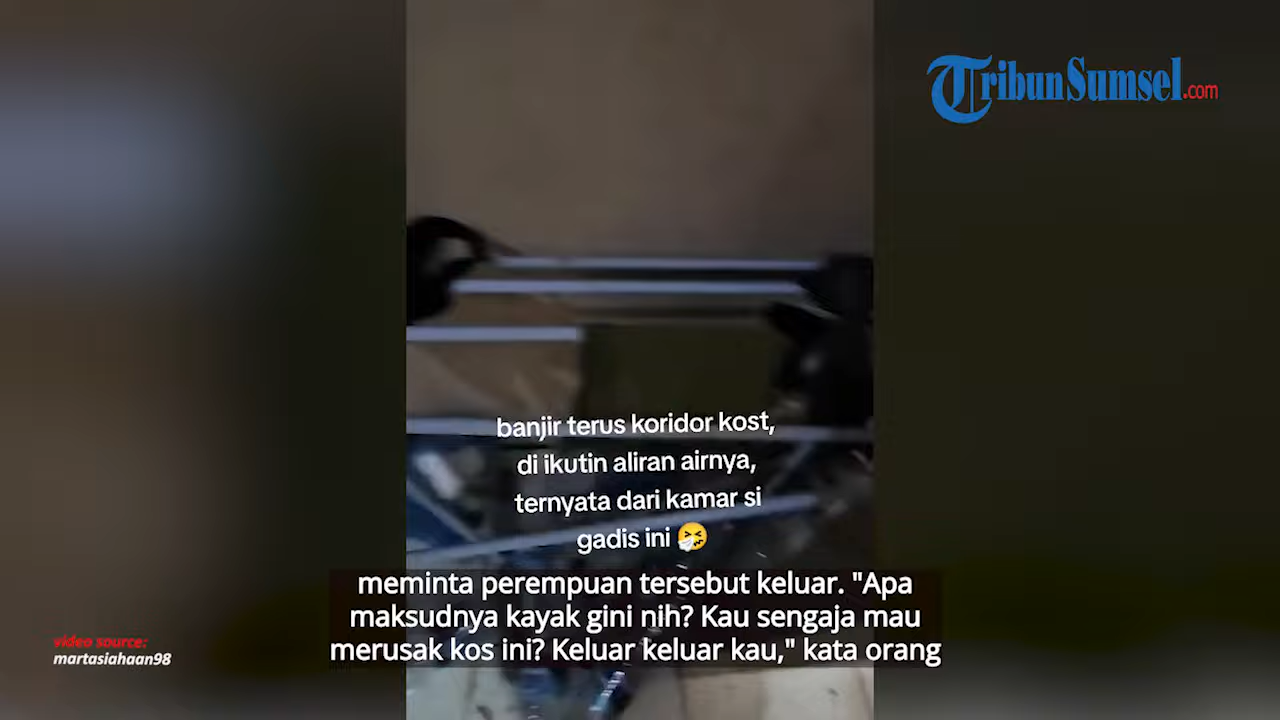 TribunSumsel.com
banjir terus koridor kost,
di ikutin aliran airnya,
ternyata dari kamar si
gadis ini 🤧
meminta perempuan tersebut keluar. "Apa
maksudnya kayak gini nih? Kau sengaja mau
merusak kos ini? Keluar keluar kau," kata orang
video source:
martasiahaan98